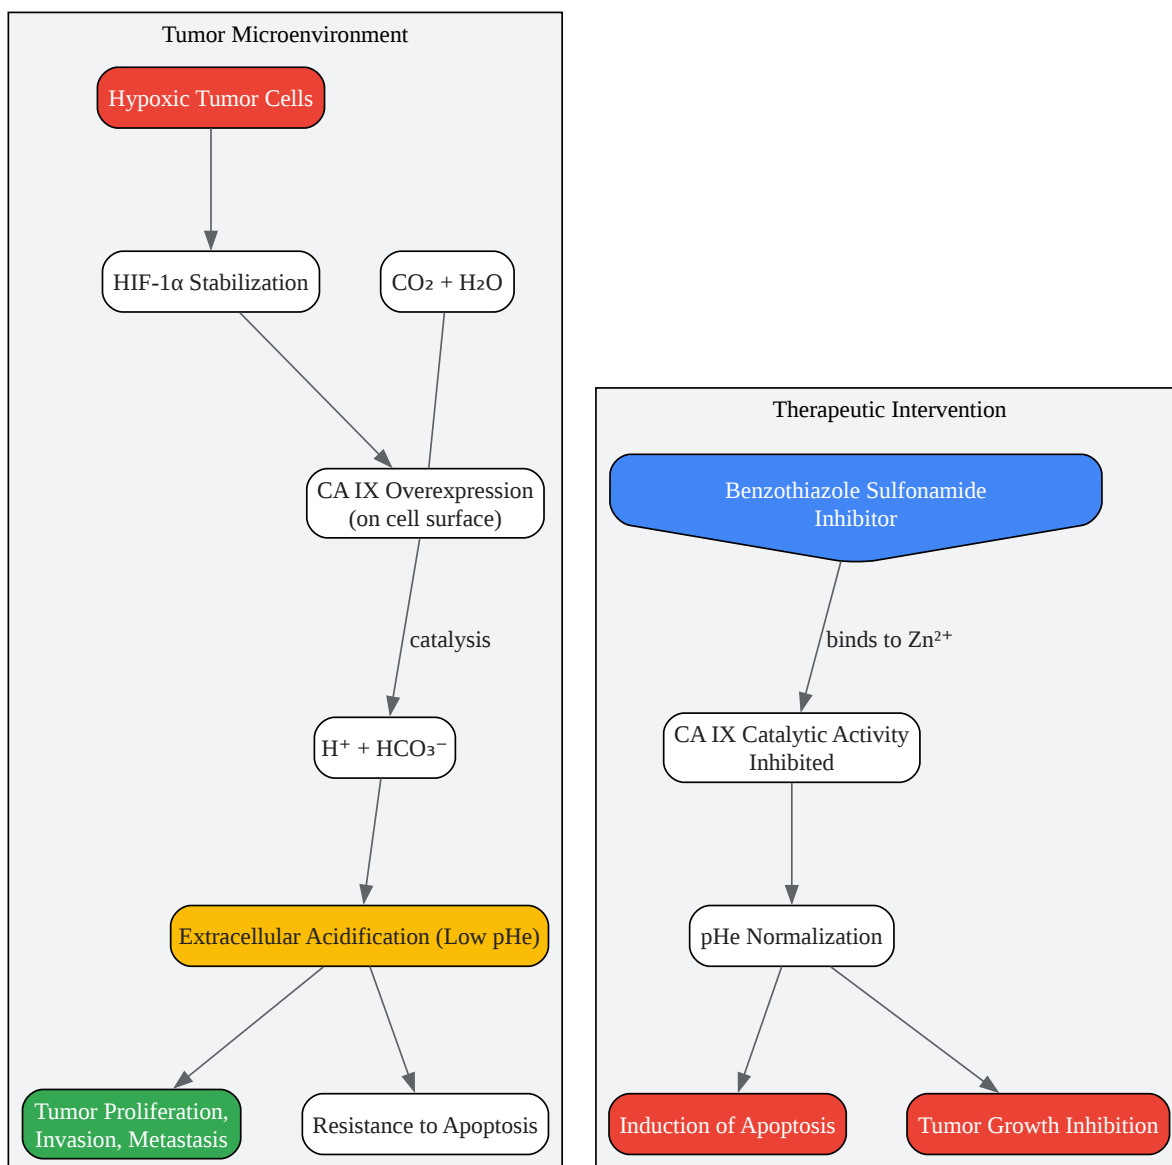 Tumor Microenvironment
Hypoxic Tumor Cells
HIF-1α Stabilization
CO₂ + H₂O
CA IX Overexpression
(on cell surface)
catalysis
H⁺ + HCO₃⁻
Extracellular Acidification (Low pHe)
Tumor Proliferation,
Invasion, Metastasis
Resistance to Apoptosis
Therapeutic Intervention
Benzothiazole Sulfonamide
Inhibitor
binds to Zn²⁺
CA IX Catalytic Activity
Inhibited
pHe Normalization
Induction of Apoptosis
Tumor Growth Inhibition